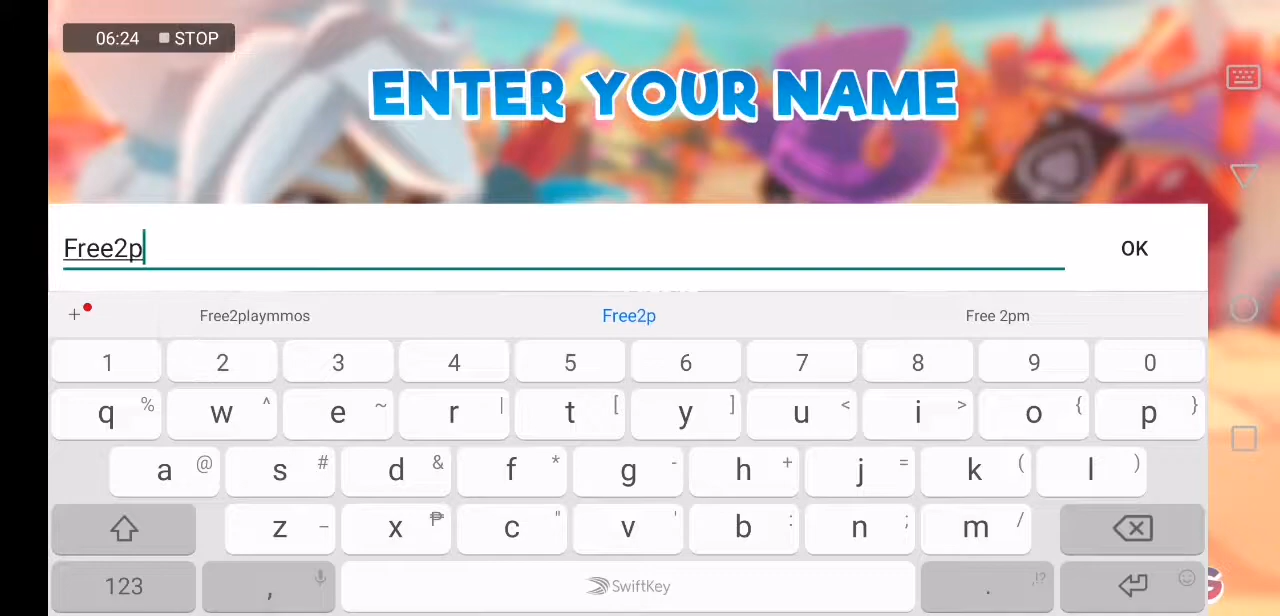 06:24 STOP
ENTER YOUR NAME
Free2p
OK
+ Free2playmmos Free2p Free 2pm
1 2 3 4 5 6 7 8 9 0
q % w ^ e ~ r | t [ y ] u < i > o { p }
a @ s # d & f * g - h + j = k ( l )
z _ x ₱ c " v ' b : n ; m /
123 , SwiftKey . ,!?